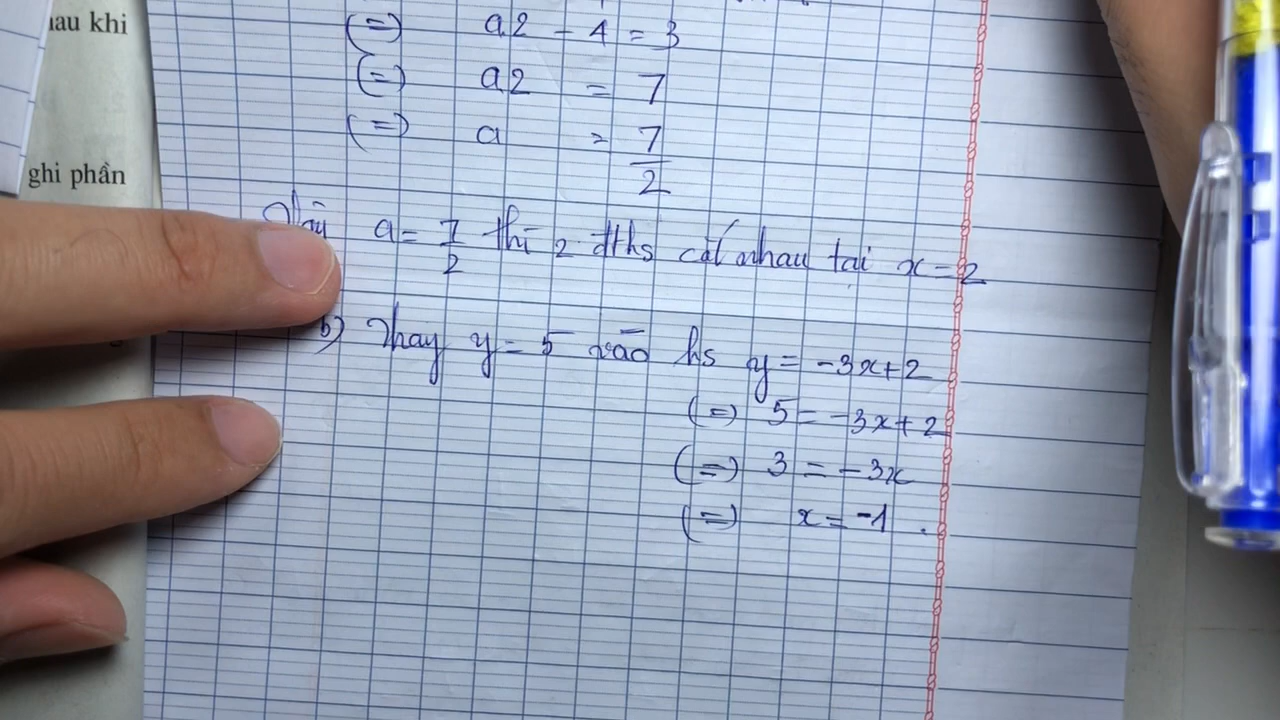 au khi
ghi phần
(=) a2 - 4 = 3
(=) a2 = 7
(=) a = 7/2
Vậy a = 7/2 thì 2 đths cắt nhau tại x = 2
b) Thay y = 5 vào hs y = -3x+2
(=) 5 = -3x+2
(=) 3 = -3x
(=) x = -1.